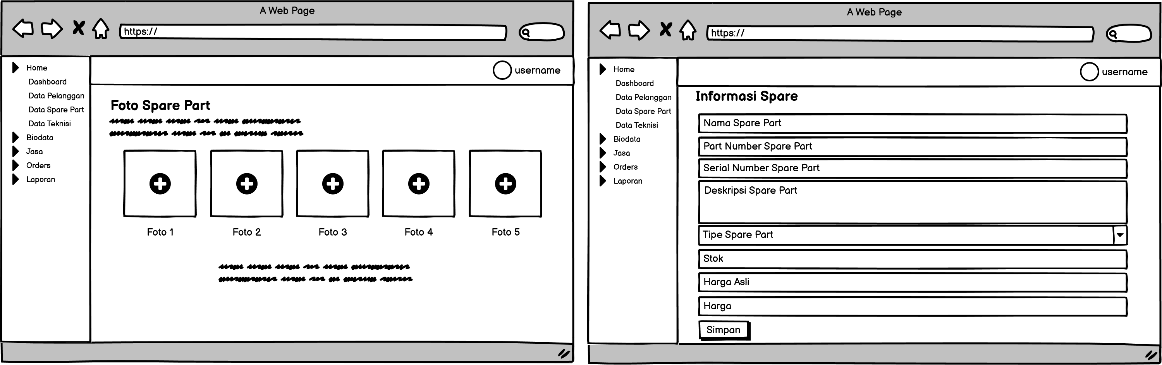 A Web Page
https://
username
Home
Dashboard
Data Pelanggan
Data Spare Part
Data Teknisi
Biodata
Jasa
Orders
Laporan
Foto Spare Part
Foto 1
Foto 2
Foto 3
Foto 4
Foto 5
A Web Page
https://
username
Home
Dashboard
Data Pelanggan
Data Spare Part
Data Teknisi
Biodata
Jasa
Orders
Laporan
Informasi Spare
Nama Spare Part
Part Number Spare Part
Serial Number Spare Part
Deskripsi Spare Part
Tipe Spare Part
Stok
Harga Asli
Harga
Simpan